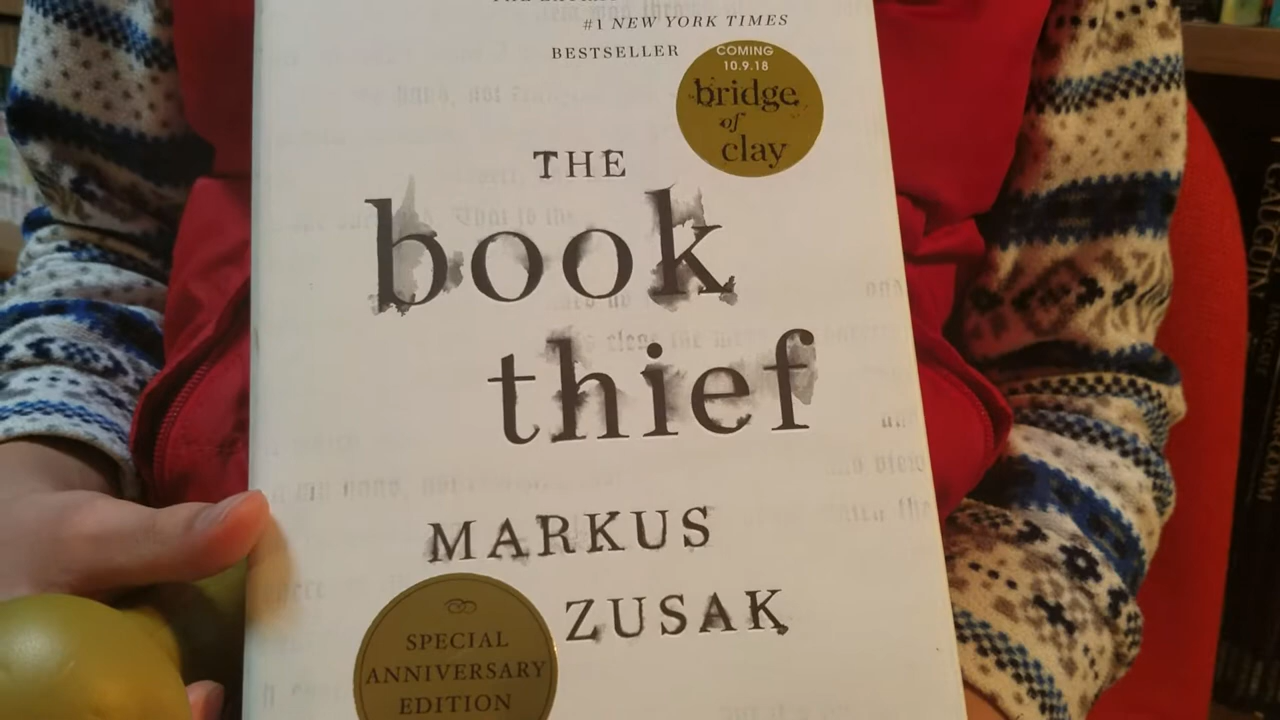 #1 NEW YORK TIMES
BESTSELLER
COMING
10.9.18
bridge
of
clay
THE
book
thief
MARKUS
ZUSAK
SPECIAL
ANNIVERSARY
EDITION